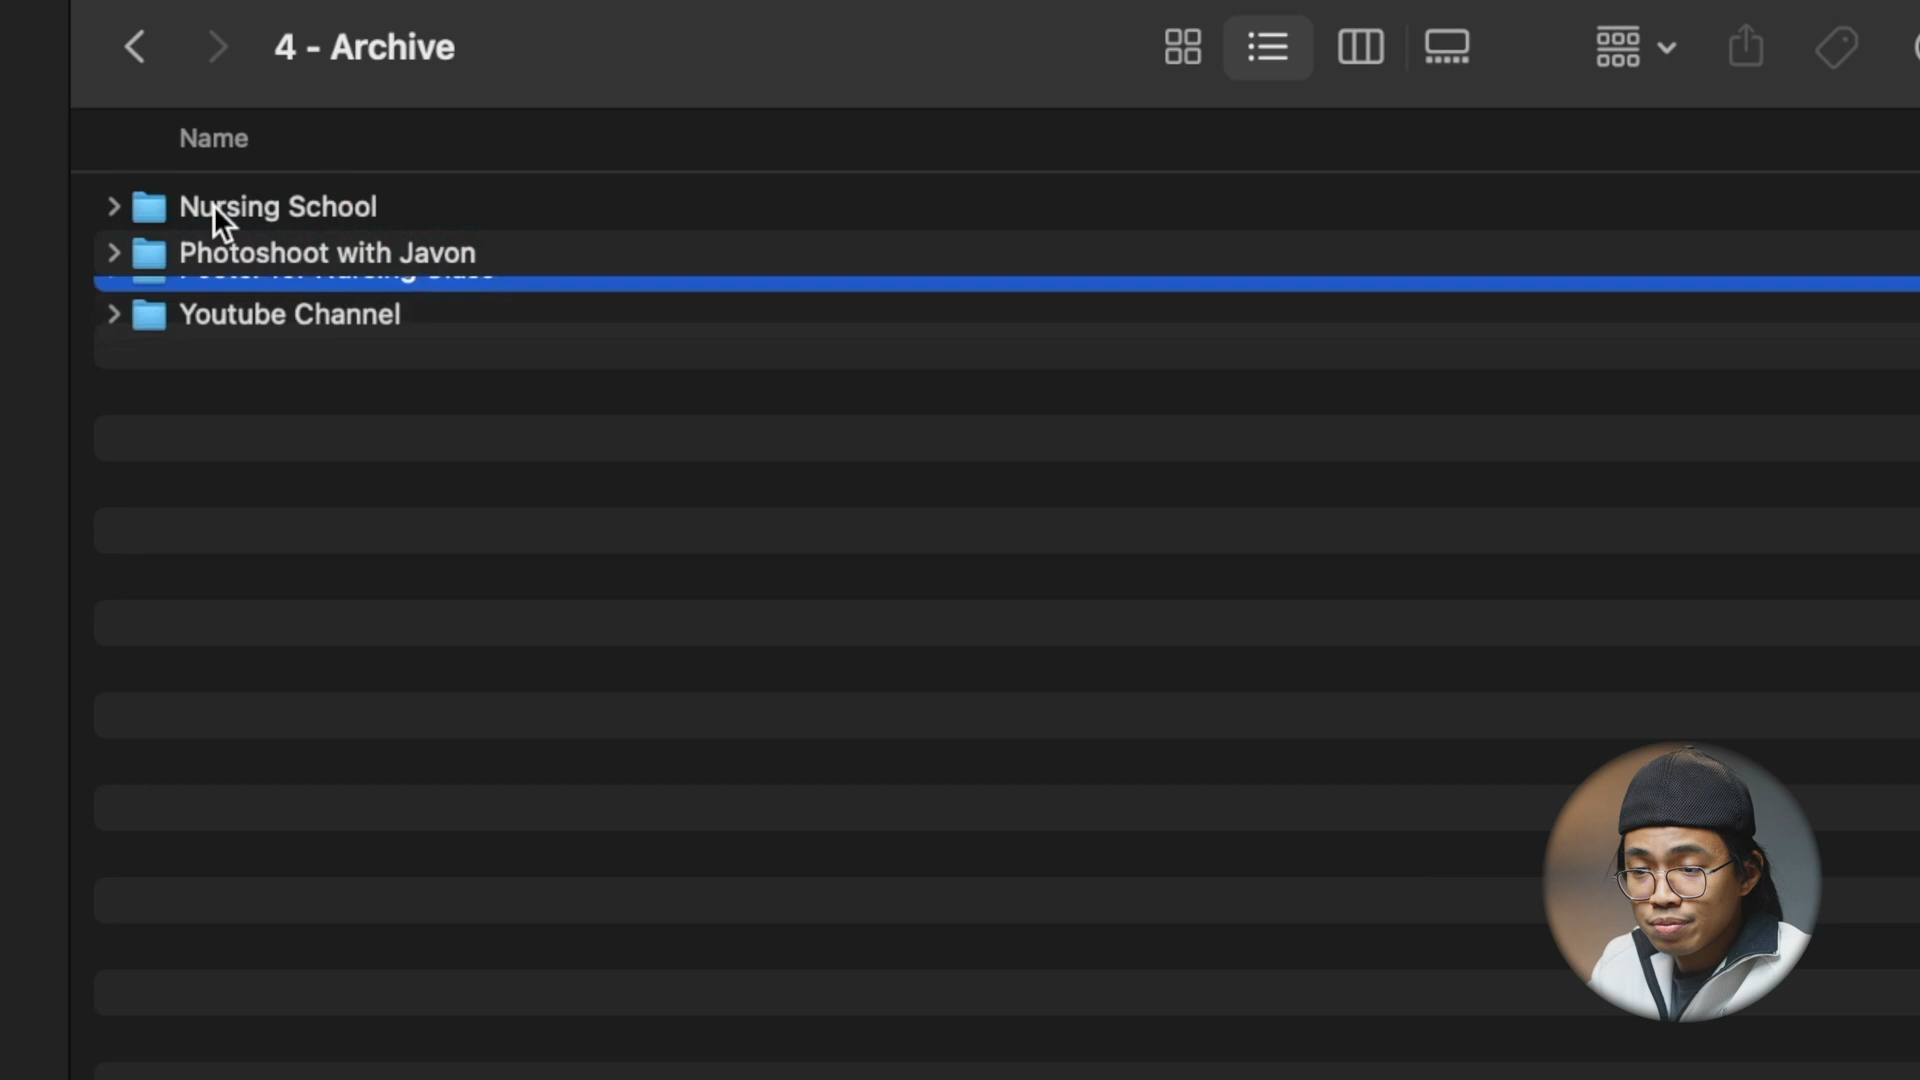 4 - Archive
Name
Nursing School
Photoshoot with Javon
Youtube Channel